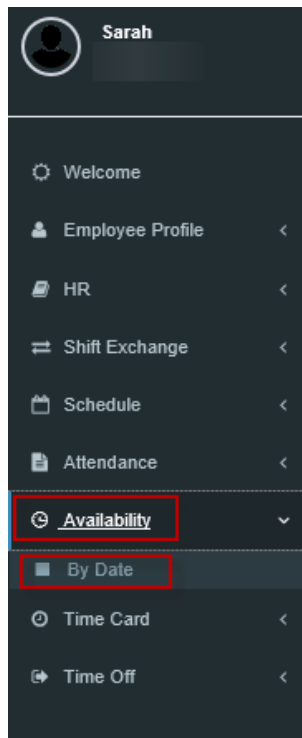 Sarah
Welcome
Employee Profile
HR
Shift Exchange
Schedule
Attendance
Availability
By Date
Time Card
Time Off